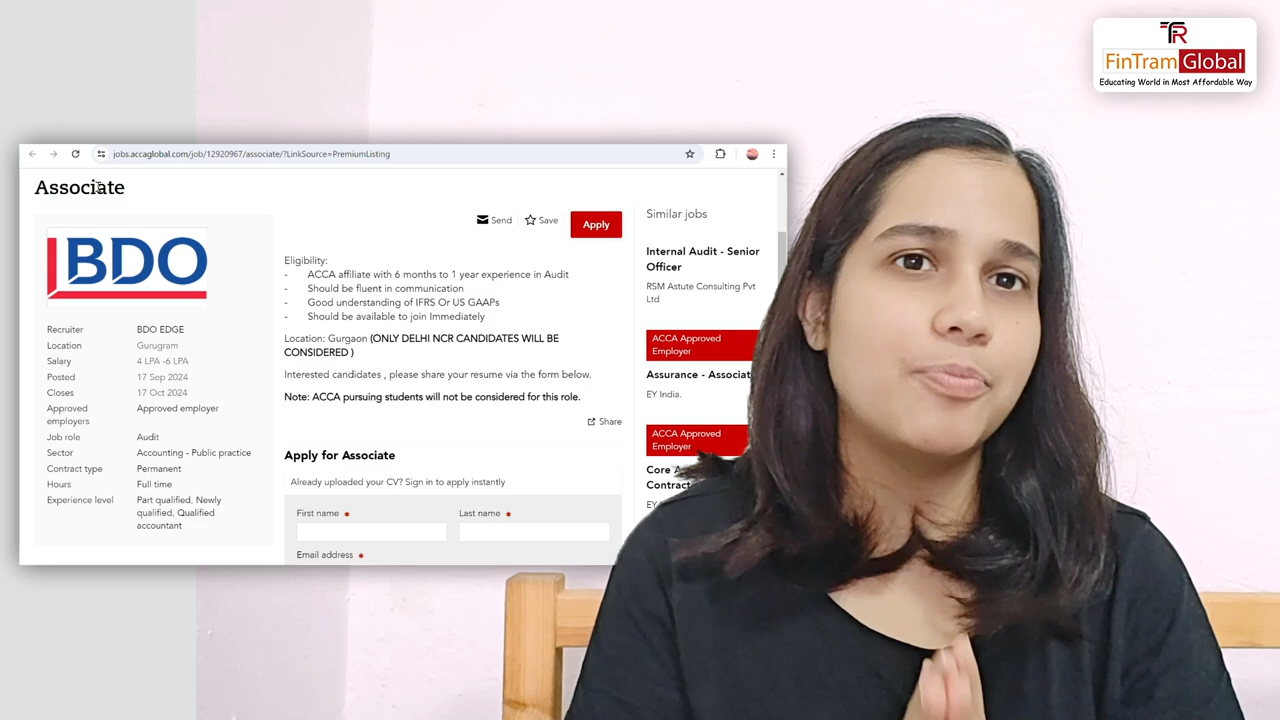 FR
FinTram Global
Educating World in Most Affordable Way
jobs.accaglobal.com/job/12920967/associate/?LinkSource=PremiumListing
Associate
BDO
Recruiter BDO EDGE
Location Gurugram
Salary 4 LPA -6 LPA
Posted 17 Sep 2024
Closes 17 Oct 2024
Approved employers Approved employer
Job role Audit
Sector Accounting - Public practice
Contract type Permanent
Hours Full time
Experience level Part qualified, Newly
qualified, Qualified
accountant
Send Save Apply
Eligibility:
- ACCA affiliate with 6 months to 1 year experience in Audit
- Should be fluent in communication
- Good understanding of IFRS Or US GAAPs
- Should be available to join Immediately
Location: Gurgaon (ONLY DELHI NCR CANDIDATES WILL BE
CONSIDERED )
Interested candidates , please share your resume via the form below.
Note: ACCA pursuing students will not be considered for this role.
Share
Apply for Associate
Already uploaded your CV? Sign in to apply instantly
First name * Last name *
Email address *
Similar jobs
Internal Audit - Senior
Officer
RSM Astute Consulting Pvt
Ltd
ACCA Approved
Employer
Assurance - Associat
EY India.
ACCA Approved
Employer
Core
Contract
EY